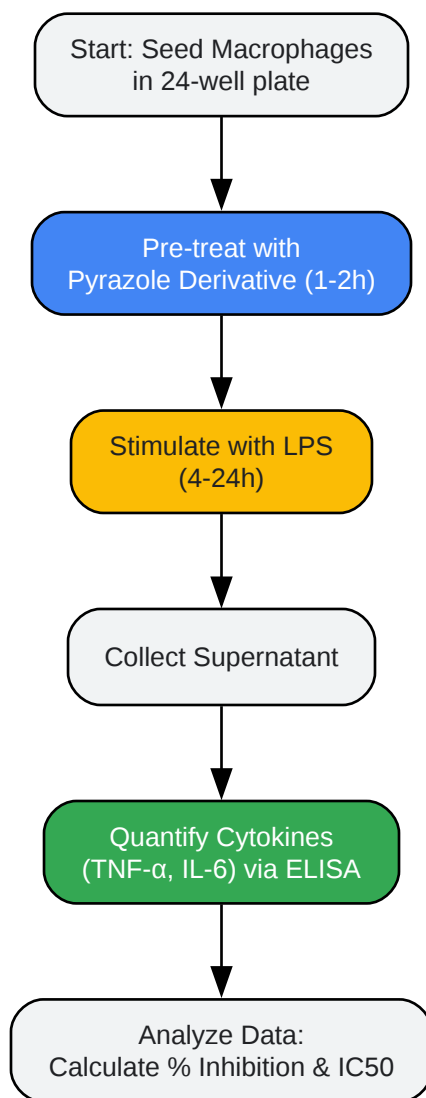 Start: Seed Macrophages
in 24-well plate
Pre-treat with
Pyrazole Derivative (1-2h)
Stimulate with LPS
(4-24h)
Collect Supernatant
Quantify Cytokines
(TNF-α, IL-6) via ELISA
Analyze Data:
Calculate % Inhibition & IC50